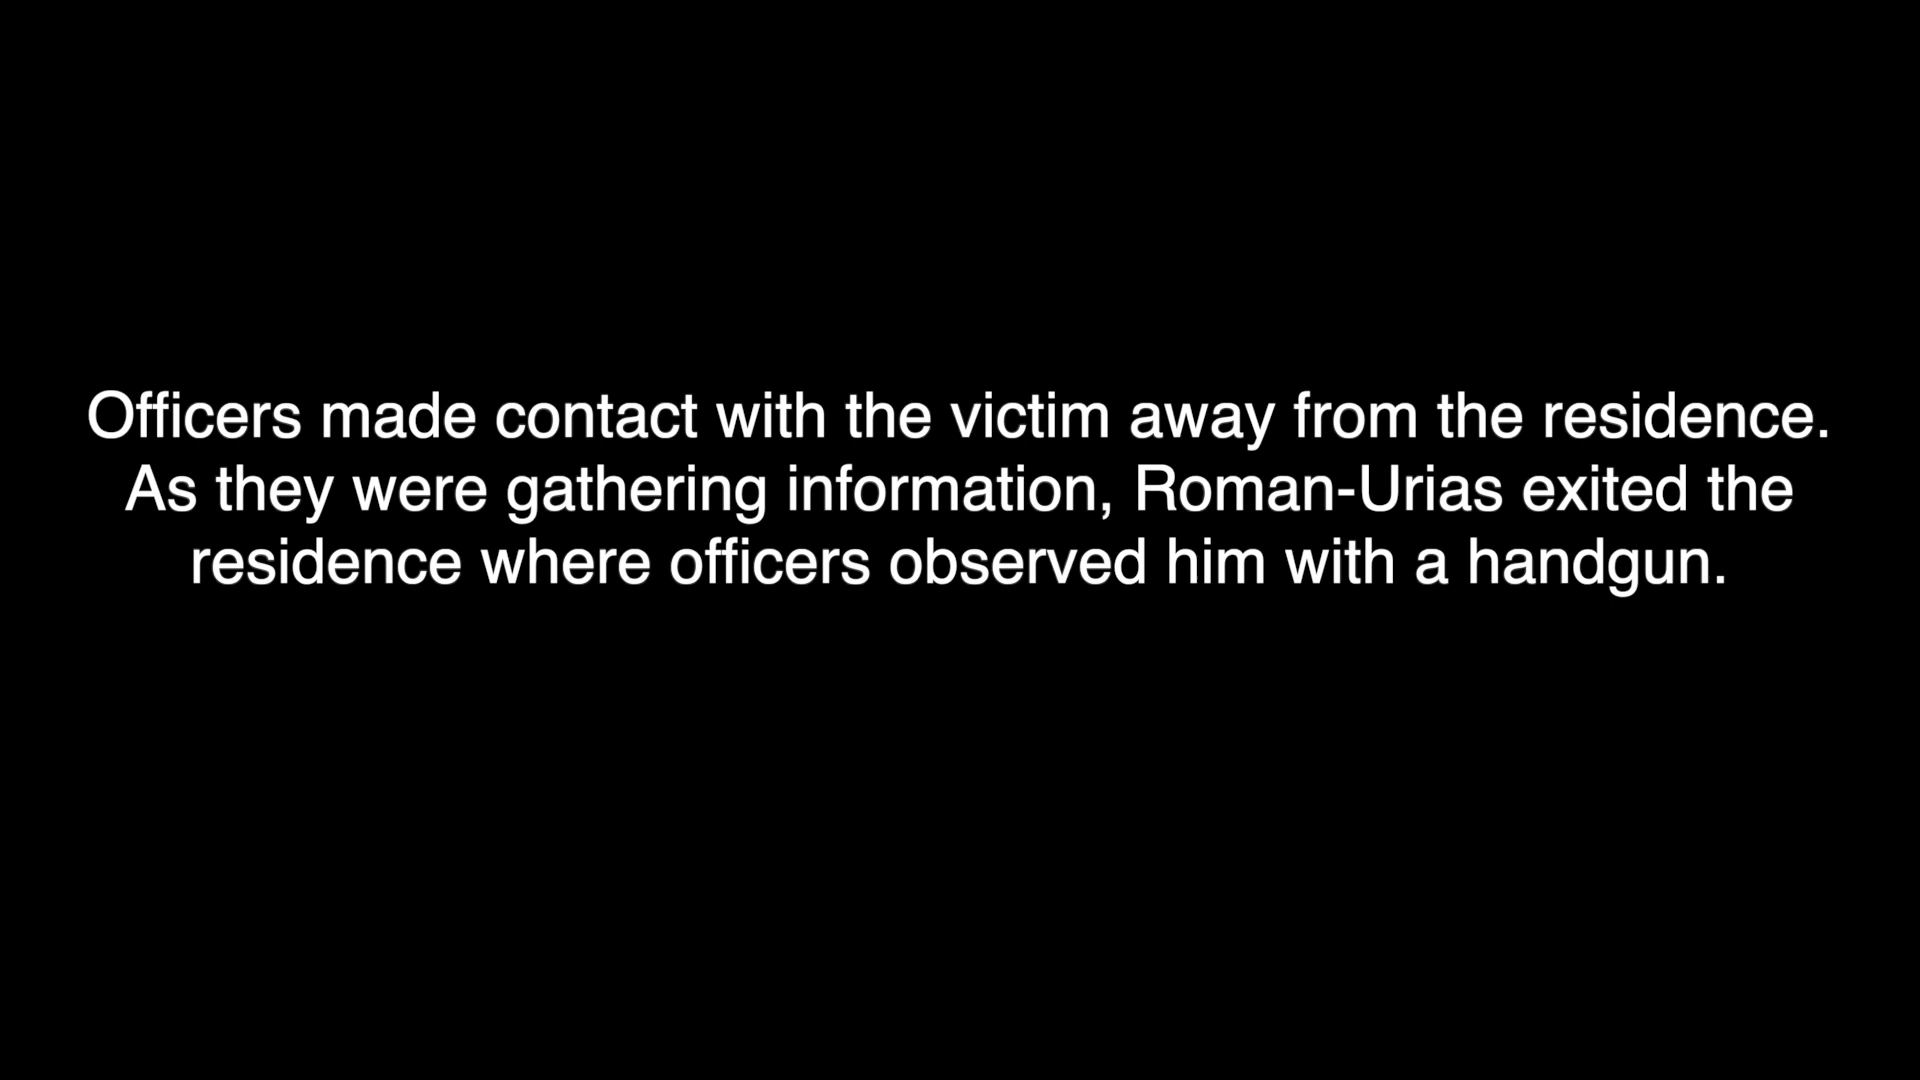 Officers made contact with the victim away from the residence.
As they were gathering information, Roman-Urias exited the
residence where officers observed him with a handgun.